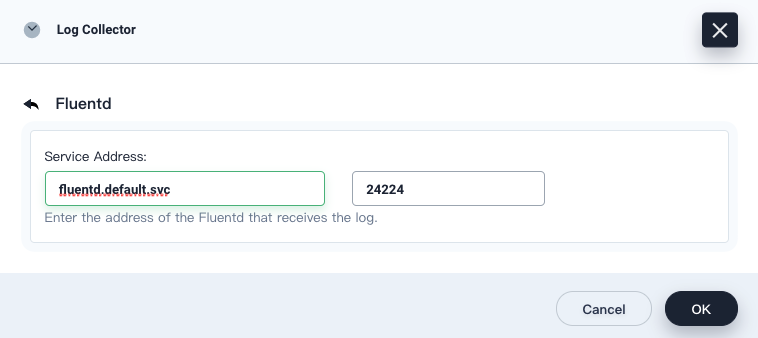 Log Collector
Fluentd
Service Address:
fluentd.default.svc 24224
Enter the address of the Fluentd that receives the log.
Cancel OK